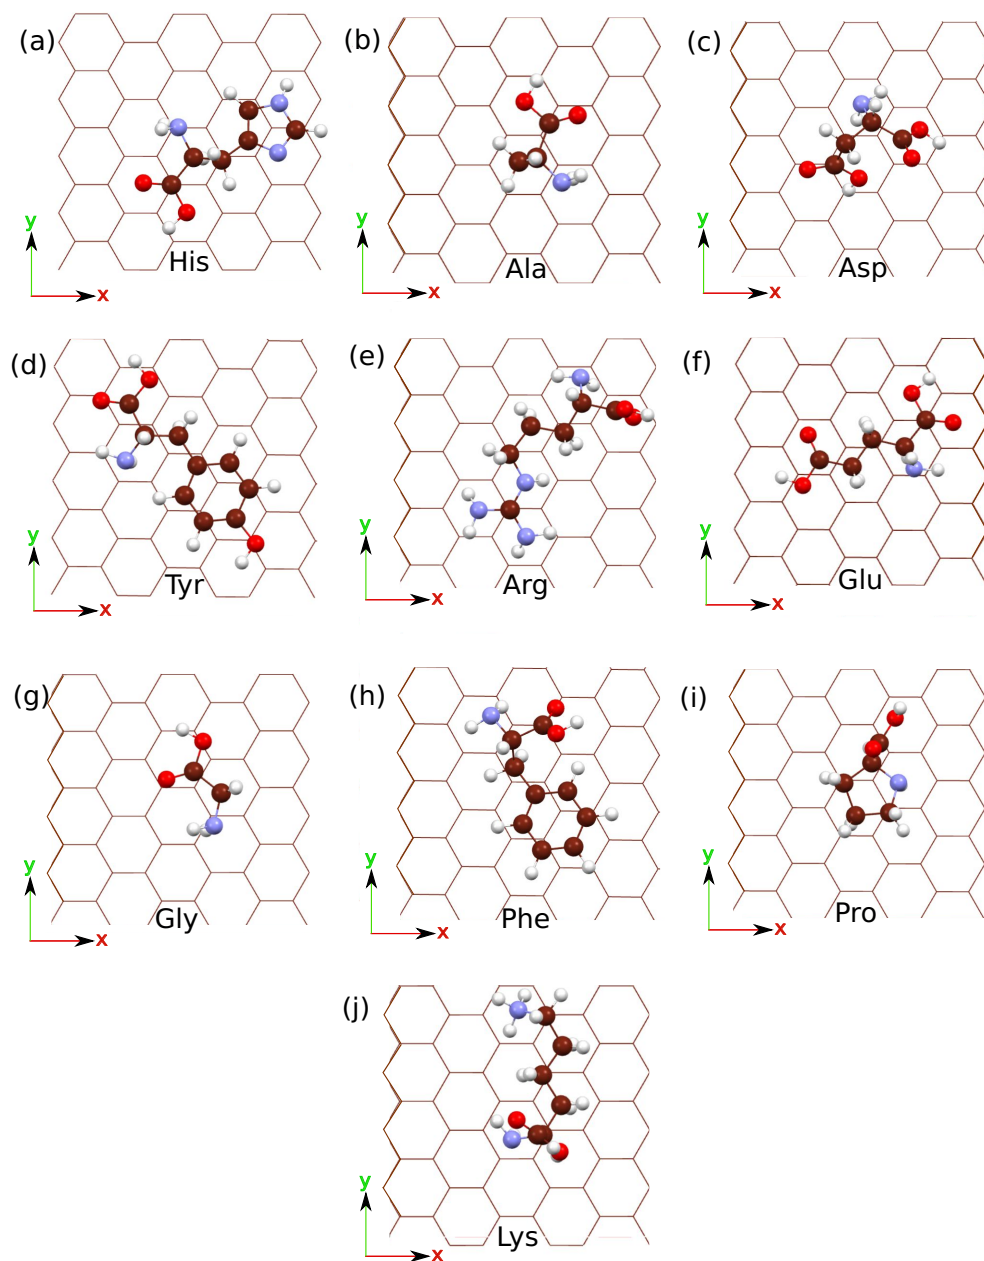 (a)
y
x
His
(b)
y
x
Ala
(c)
y
x
Asp
(d)
y
x
Tyr
(e)
y
x
Arg
(f)
y
x
Glu
(g)
y
x
Gly
(h)
y
x
Phe
(i)
y
x
Pro
(j)
y
x
Lys